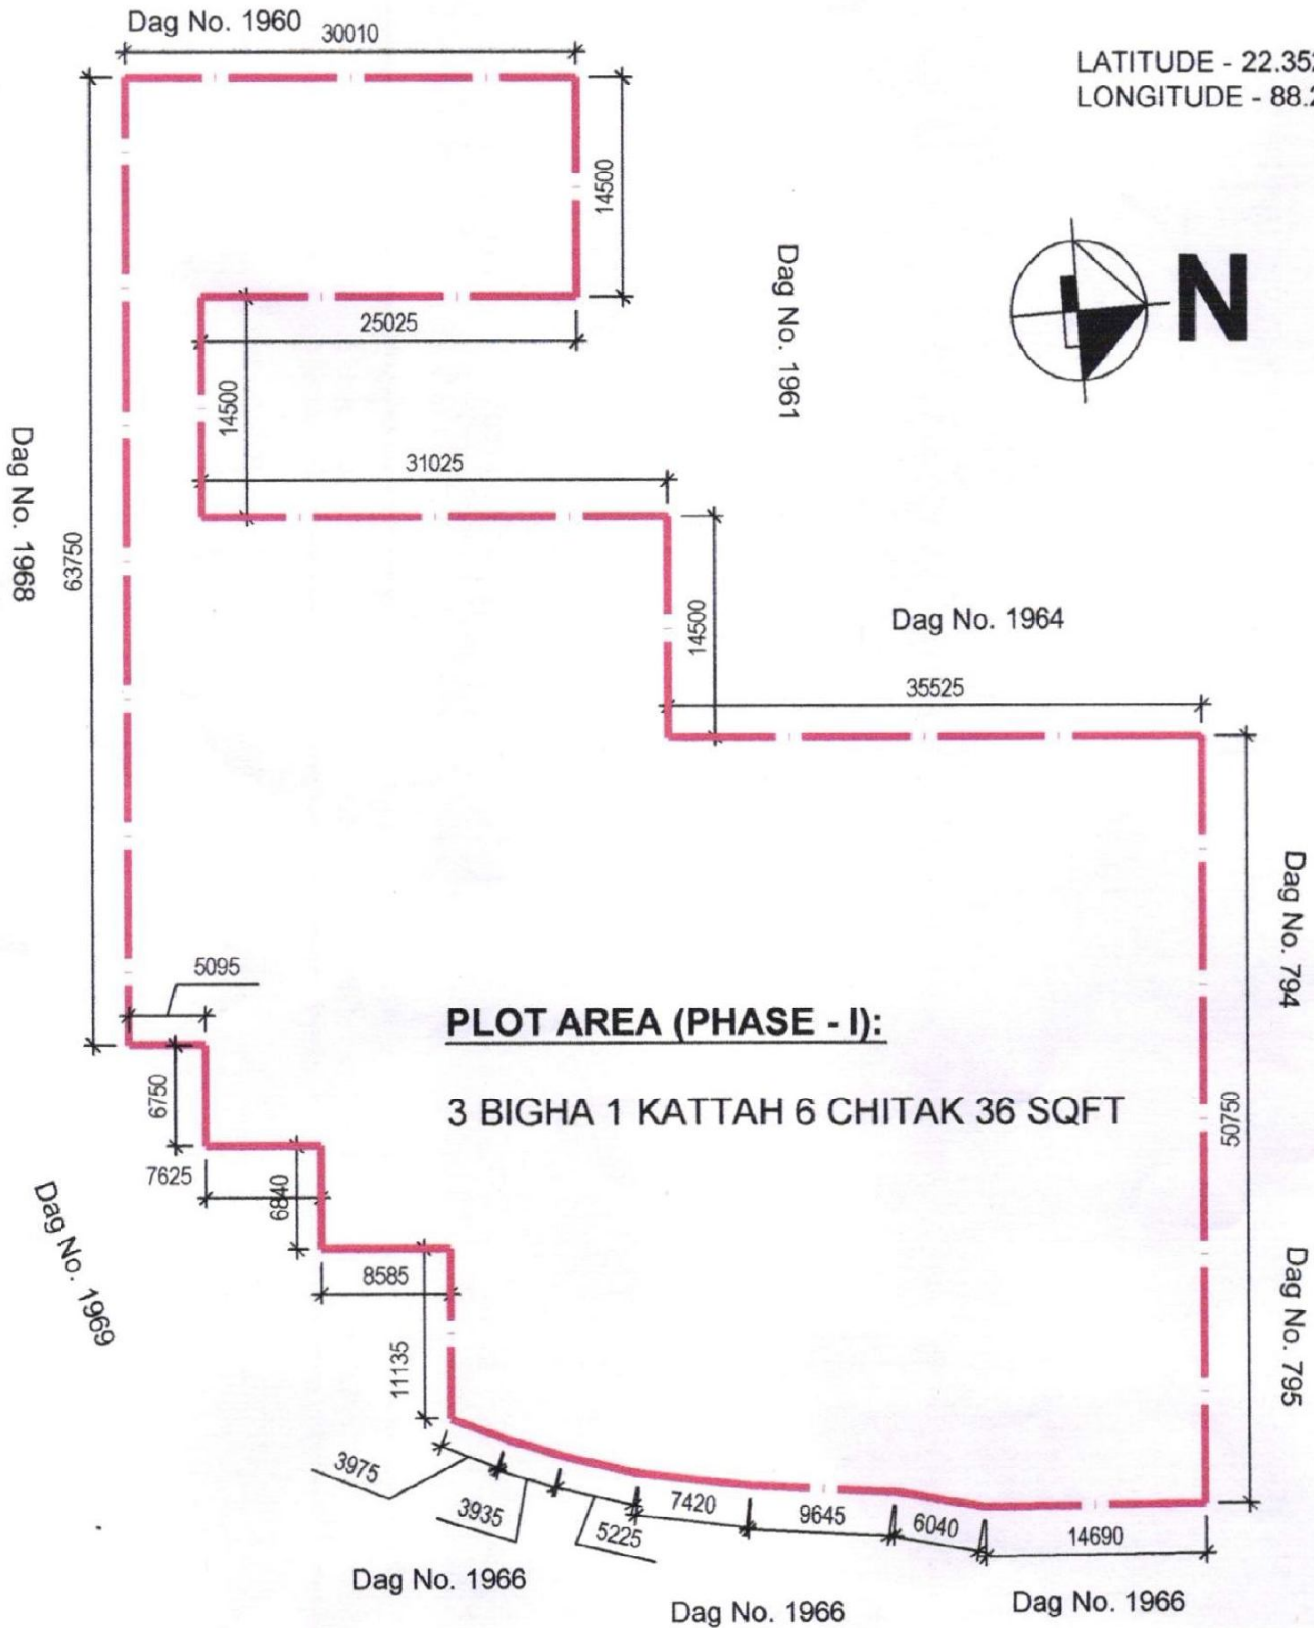 Dag No. 1960
30010
LATITUDE - 22.35
LONGITUDE - 88.
14500
N
Dag No. 1961
25025
14500
31025
Dag No. 1968
63750
14500
Dag No. 1964
35525
Dag No. 794
5095
PLOT AREA (PHASE - I):
6750
3 BIGHA 1 KATTAH 6 CHITAK 36 SQFT
50750
7625
6840
Dag No. 1969
8585
Dag No. 795
11135
3975
3935
5225
7420
9645
6040
14690
Dag No. 1966
Dag No. 1966
Dag No. 1966